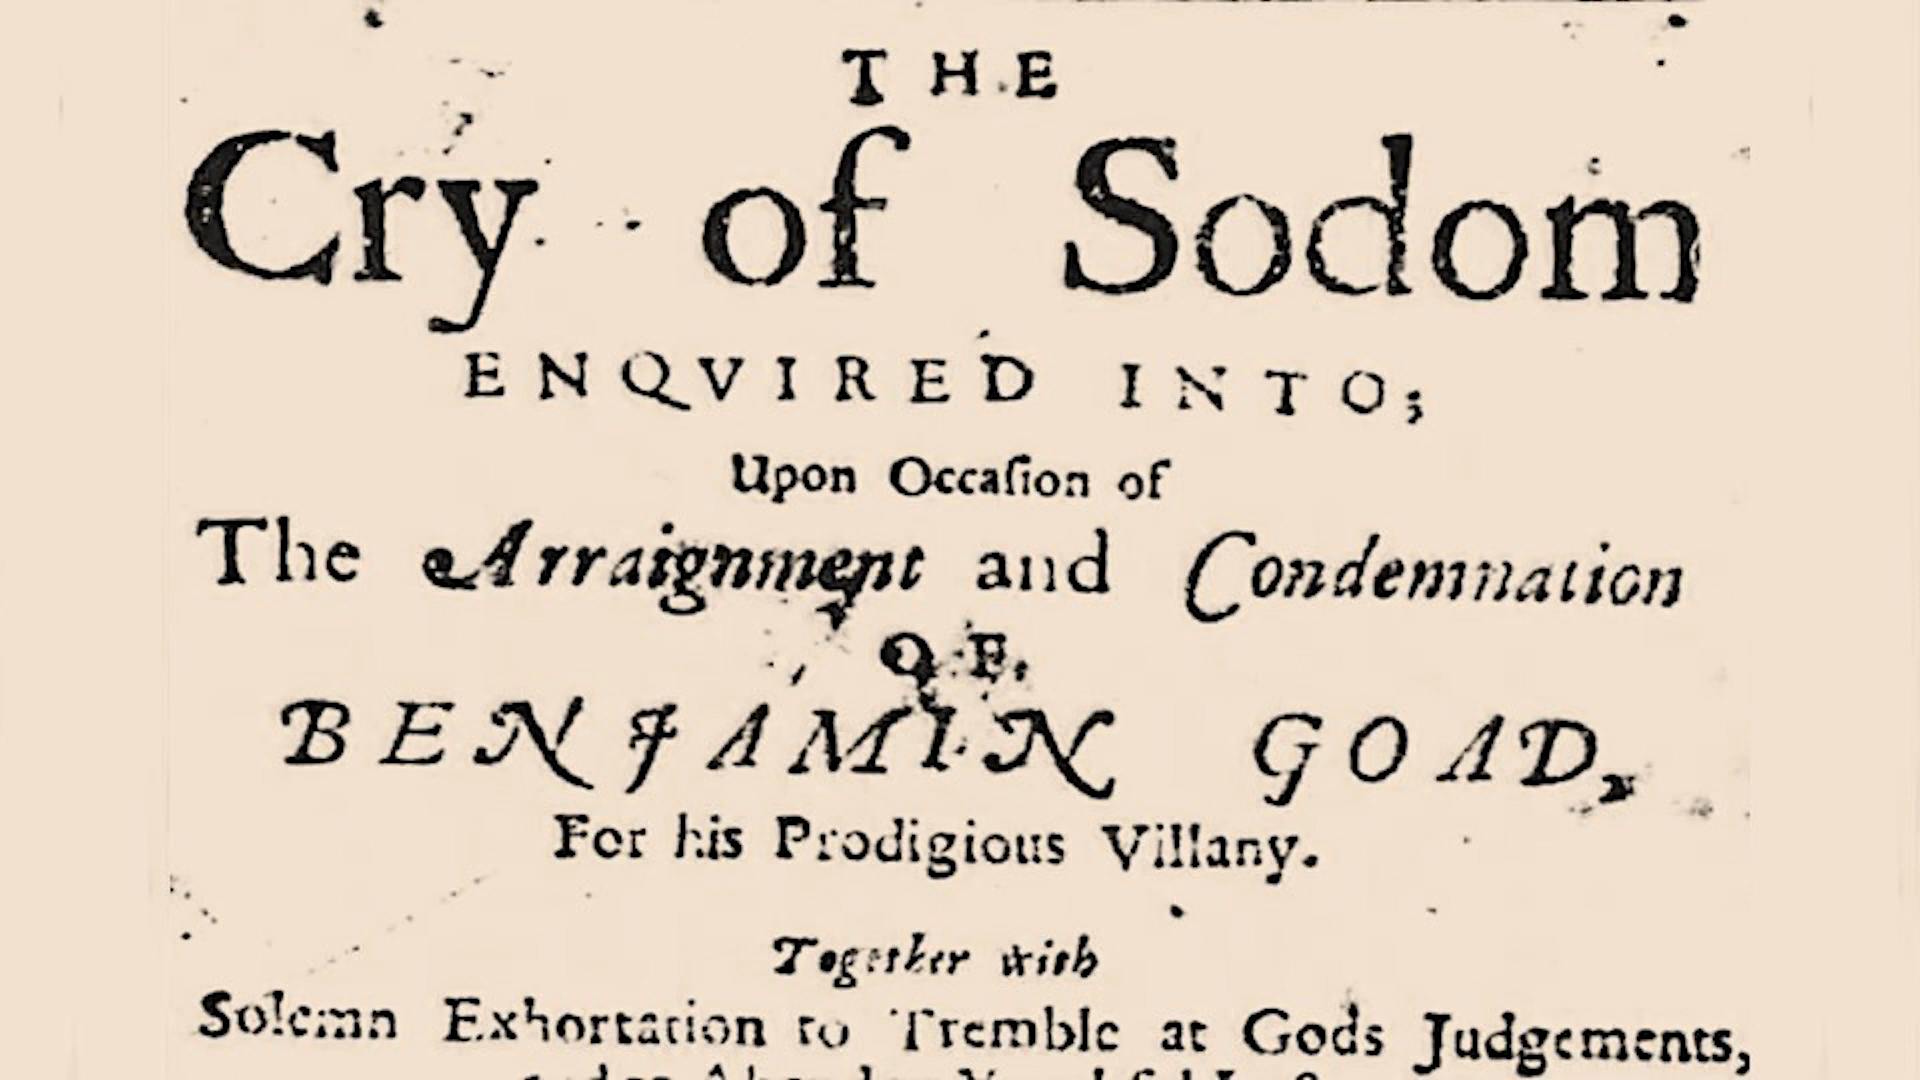 THE
Cry of Sodom
ENQVIRED INTO;
Upon Occaſion of
The Arraignment and Condemnation
OF
BENJAMIN GOAD,
For his Prodigious Villany.
Together with
Solemn Exhortation to Tremble at Gods Judgements,